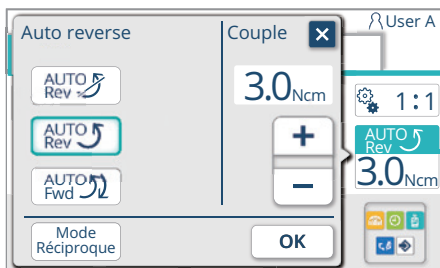 Auto reverse
Couple
User A
AUTO
Rev
3.0Ncm
1:1
AUTO
Rev
+
AUTO
Rev
3.0Ncm
AUTO
Fwd
−
Mode
Réciproque
OK